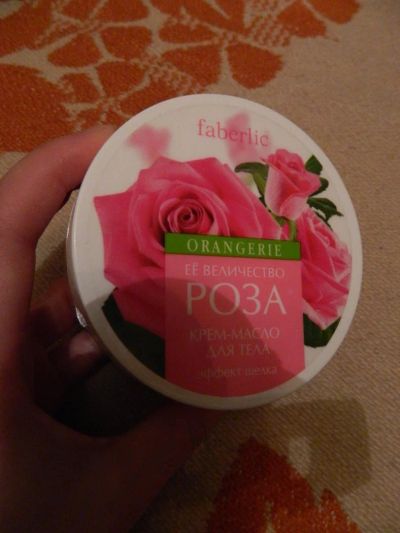 faberlic
ORANGERIE
ЕЁ ВЕЛИЧЕСТВО
РОЗА
КРЕМ-МАСЛО
ДЛЯ ТЕЛА
эффект шелка